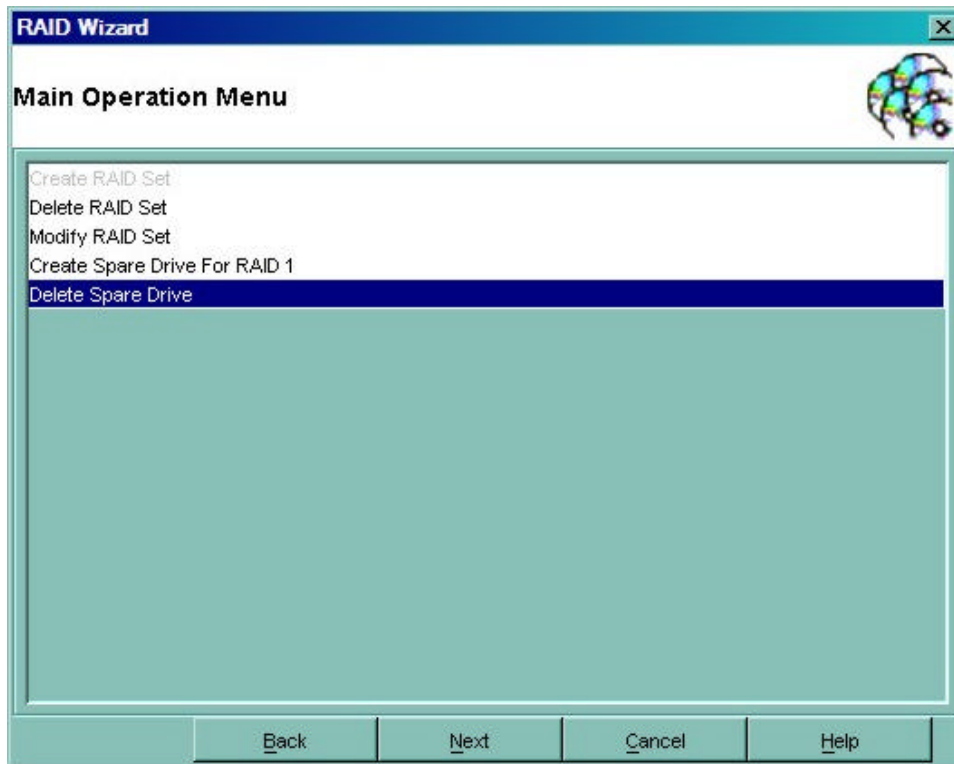 RAID Wizard
Main Operation Menu
Create RAID Set
Delete RAID Set
Modify RAID Set
Create Spare Drive For RAID 1
Delete Spare Drive
Back
Next
Cancel
Help